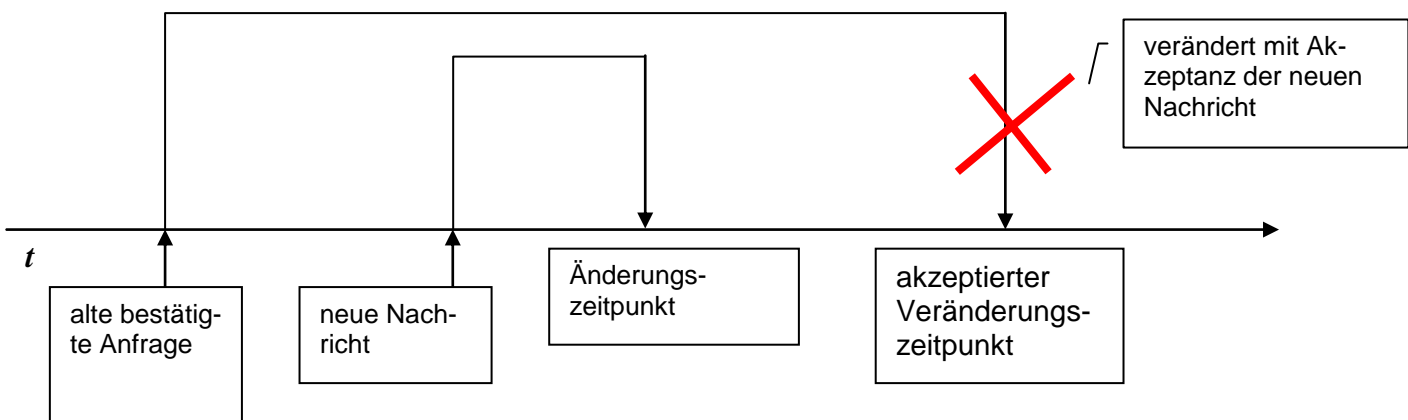 verändert mit Ak-
zeptanz der neuen
Nachricht
t
alte bestätig-
te Anfrage
neue Nach-
richt
Änderungs-
zeitpunkt
akzeptierter
Veränderungs-
zeitpunkt